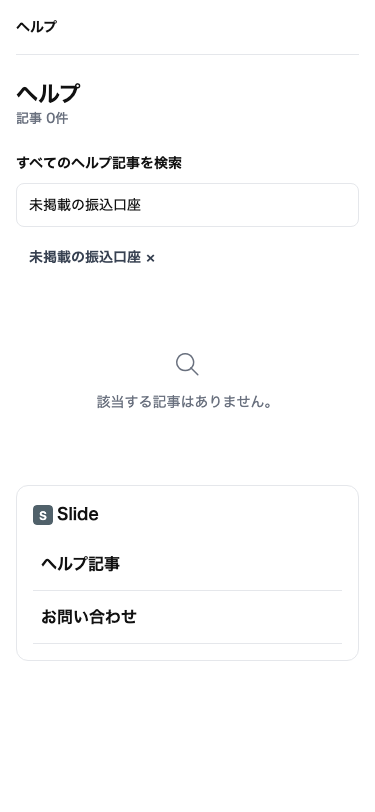 ヘルプ
ヘルプ
記事 0件
すべてのヘルプ記事を検索
未掲載の振込口座
未掲載の振込口座 ×
該当する記事はありません。
S Slide
ヘルプ記事
お問い合わせ